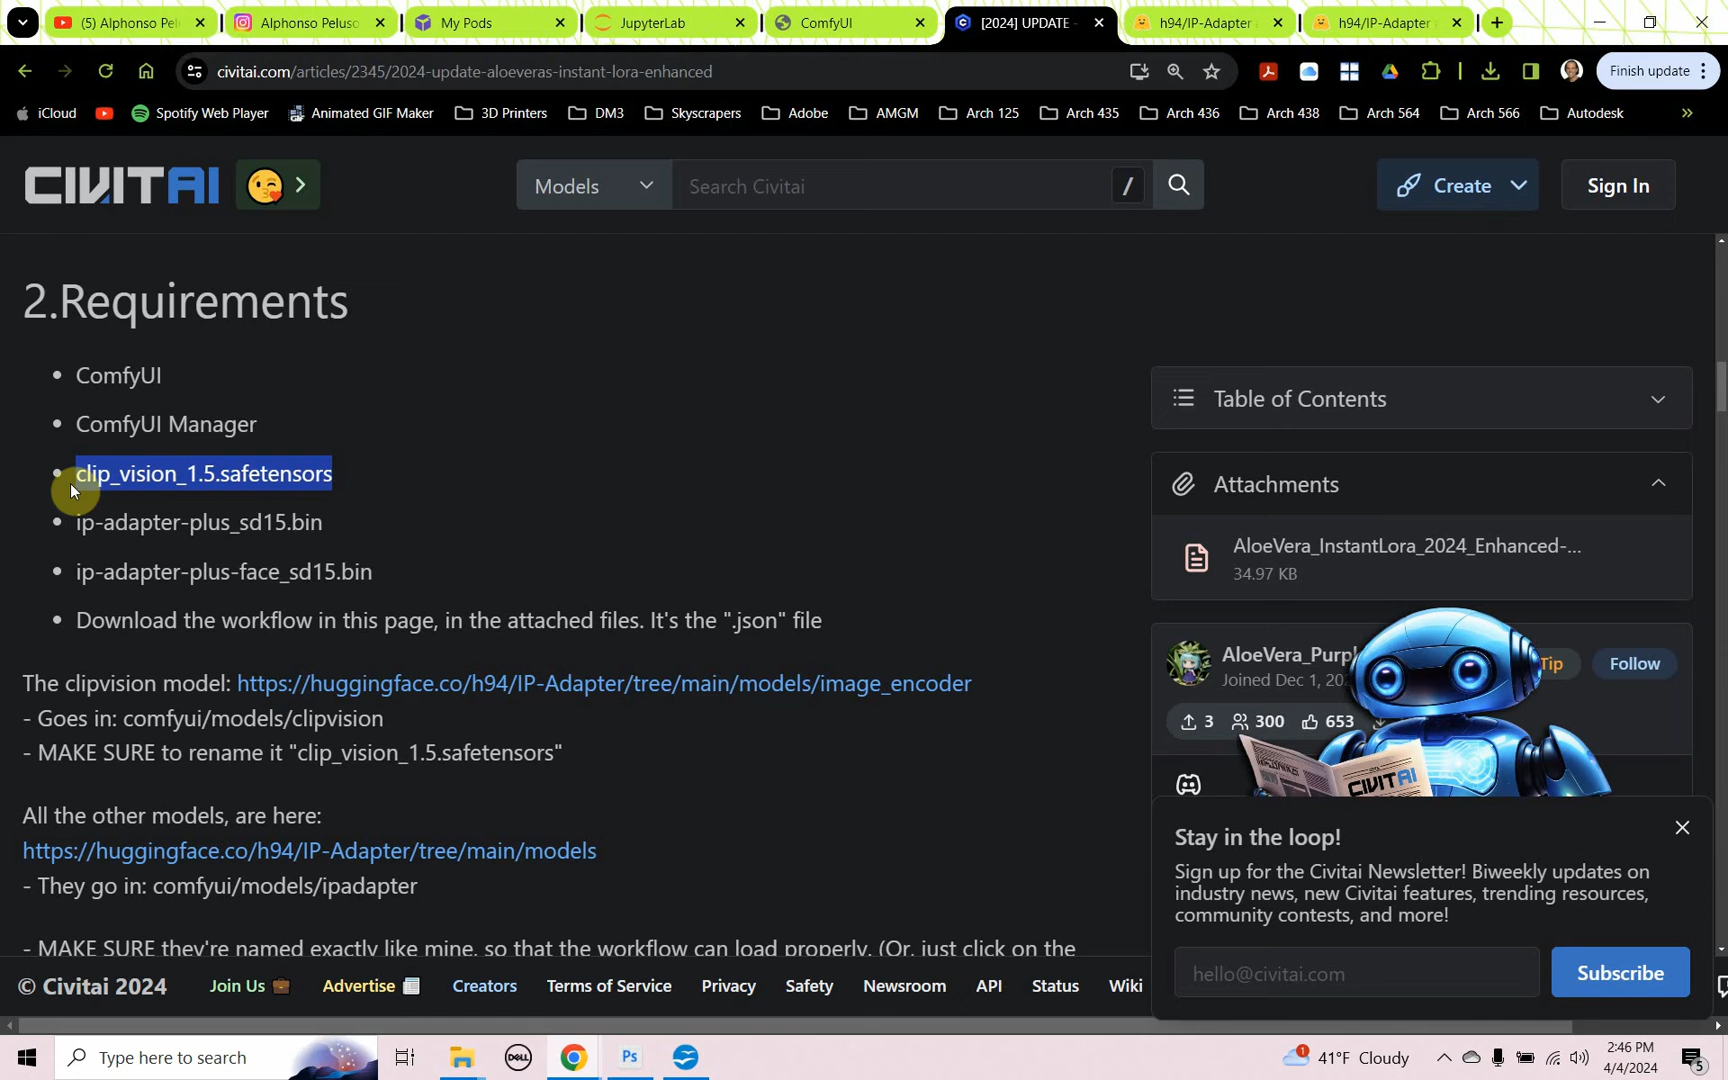 (5) Alphonso Pel
Alphonso Peluso
My Pods
JupyterLab
ComfyUI
[2024] UPDATE -
h94/IP-Adapter
h94/IP-Adapter
civitai.com/articles/2345/2024-update-aloeveras-instant-lora-enhanced
Finish update
iCloud
Spotify Web Player
Animated GIF Maker
3D Printers
DM3
Skyscrapers
Adobe
AMGM
Arch 125
Arch 435
Arch 436
Arch 438
Arch 564
Arch 566
Autodesk
»
CIVITAI
Models
Search Civitai
/
Create
Sign In
2.Requirements
• ComfyUI
• ComfyUI Manager
• clip_vision_1.5.safetensors
• ip-adapter-plus_sd15.bin
• ip-adapter-plus-face_sd15.bin
• Download the workflow in this page, in the attached files. It's the ".json" file
The clipvision model: https://huggingface.co/h94/IP-Adapter/tree/main/models/image_encoder
- Goes in: comfyui/models/clipvision
- MAKE SURE to rename it "clip_vision_1.5.safetensors"
All the other models, are here:
https://huggingface.co/h94/IP-Adapter/tree/main/models
- They go in: comfyui/models/ipadapter
- MAKE SURE they're named exactly like mine, so that the workflow can load properly. (Or, just click on the
Table of Contents
Attachments
AloeVera_InstantLora_2024_Enhanced-...
34.97 KB
AloeVera_Purpl
Joined Dec 1, 202
Tip
Follow
3
300
653
CIVITAI
Stay in the loop!
Sign up for the Civitai Newsletter! Biweekly updates on
industry news, new Civitai features, trending resources,
community contests, and more!
hello@civitai.com
Subscribe
© Civitai 2024
Join Us
Advertise
Creators
Terms of Service
Privacy
Safety
Newsroom
API
Status
Wiki
Type here to search
DELL
Ps
1
41°F Cloudy
2:46 PM
4/4/2024
5